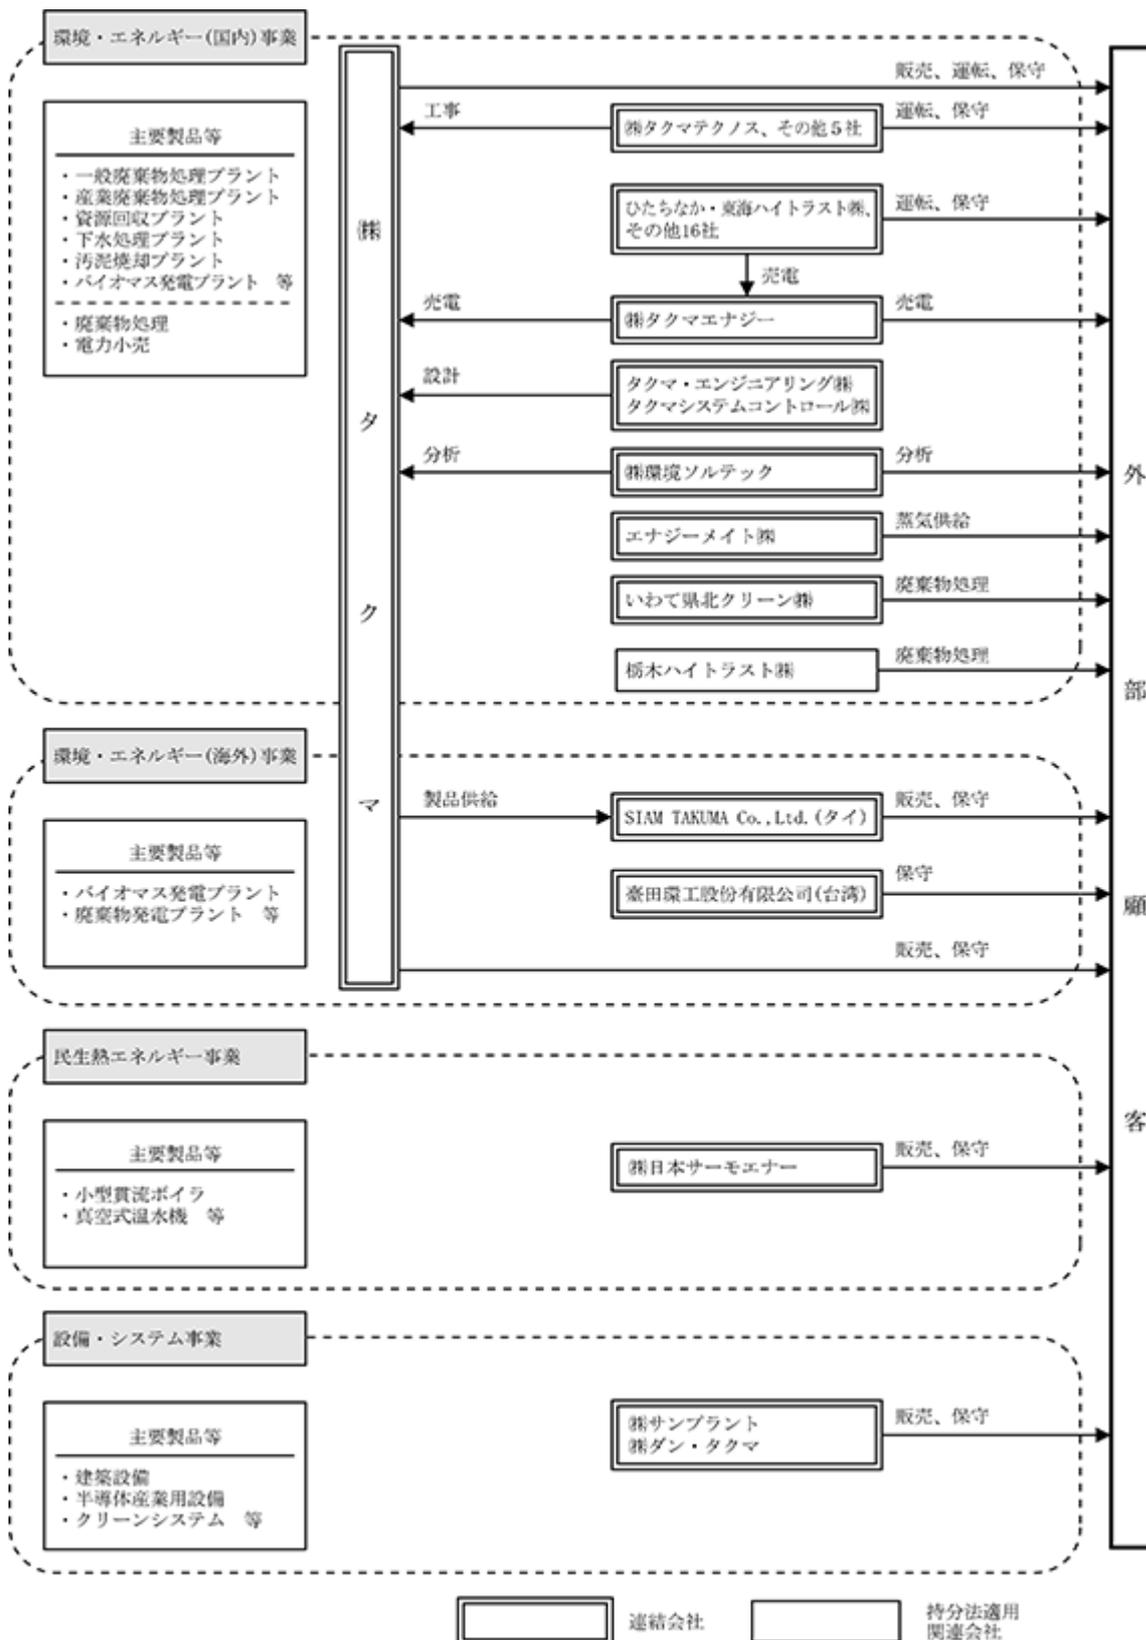 環境・エネルギー(国内)事業
主要製品等
・一般廃棄物処理プラント
・産業廃棄物処理プラント
・資源回収プラント
・下水処理プラント
・汚泥焼却プラント
・バイオマス発電プラント　等
・廃棄物処理
・電力小売
㈱タクマ
販売、運転、保守
工事
㈱タクマテクノス、その他５社
運転、保守
ひたちなか・東海ハイトラスト㈱、
その他16社
運転、保守
売電
売電
㈱タクマエナジー
売電
設計
タクマ・エンジニアリング㈱
タクマシステムコントロール㈱
分析
㈱環境ソルテック
分析
エナジーメイト㈱
蒸気供給
いわて県北クリーン㈱
廃棄物処理
栃木ハイトラスト㈱
廃棄物処理
外部顧客
環境・エネルギー(海外)事業
主要製品等
・バイオマス発電プラント
・廃棄物発電プラント　等
製品供給
SIAM TAKUMA Co.,Ltd.(タイ)
販売、保守
臺田環工股份有限公司(台湾)
保守
販売、保守
民生熱エネルギー事業
主要製品等
・小型貫流ボイラ
・真空式温水機　等
㈱日本サーモエナー
販売、保守
設備・システム事業
主要製品等
・建築設備
・半導体産業用設備
・クリーンシステム　等
㈱サンプラント
㈱ダン・タクマ
販売、保守
連結会社
持分法適用
関連会社